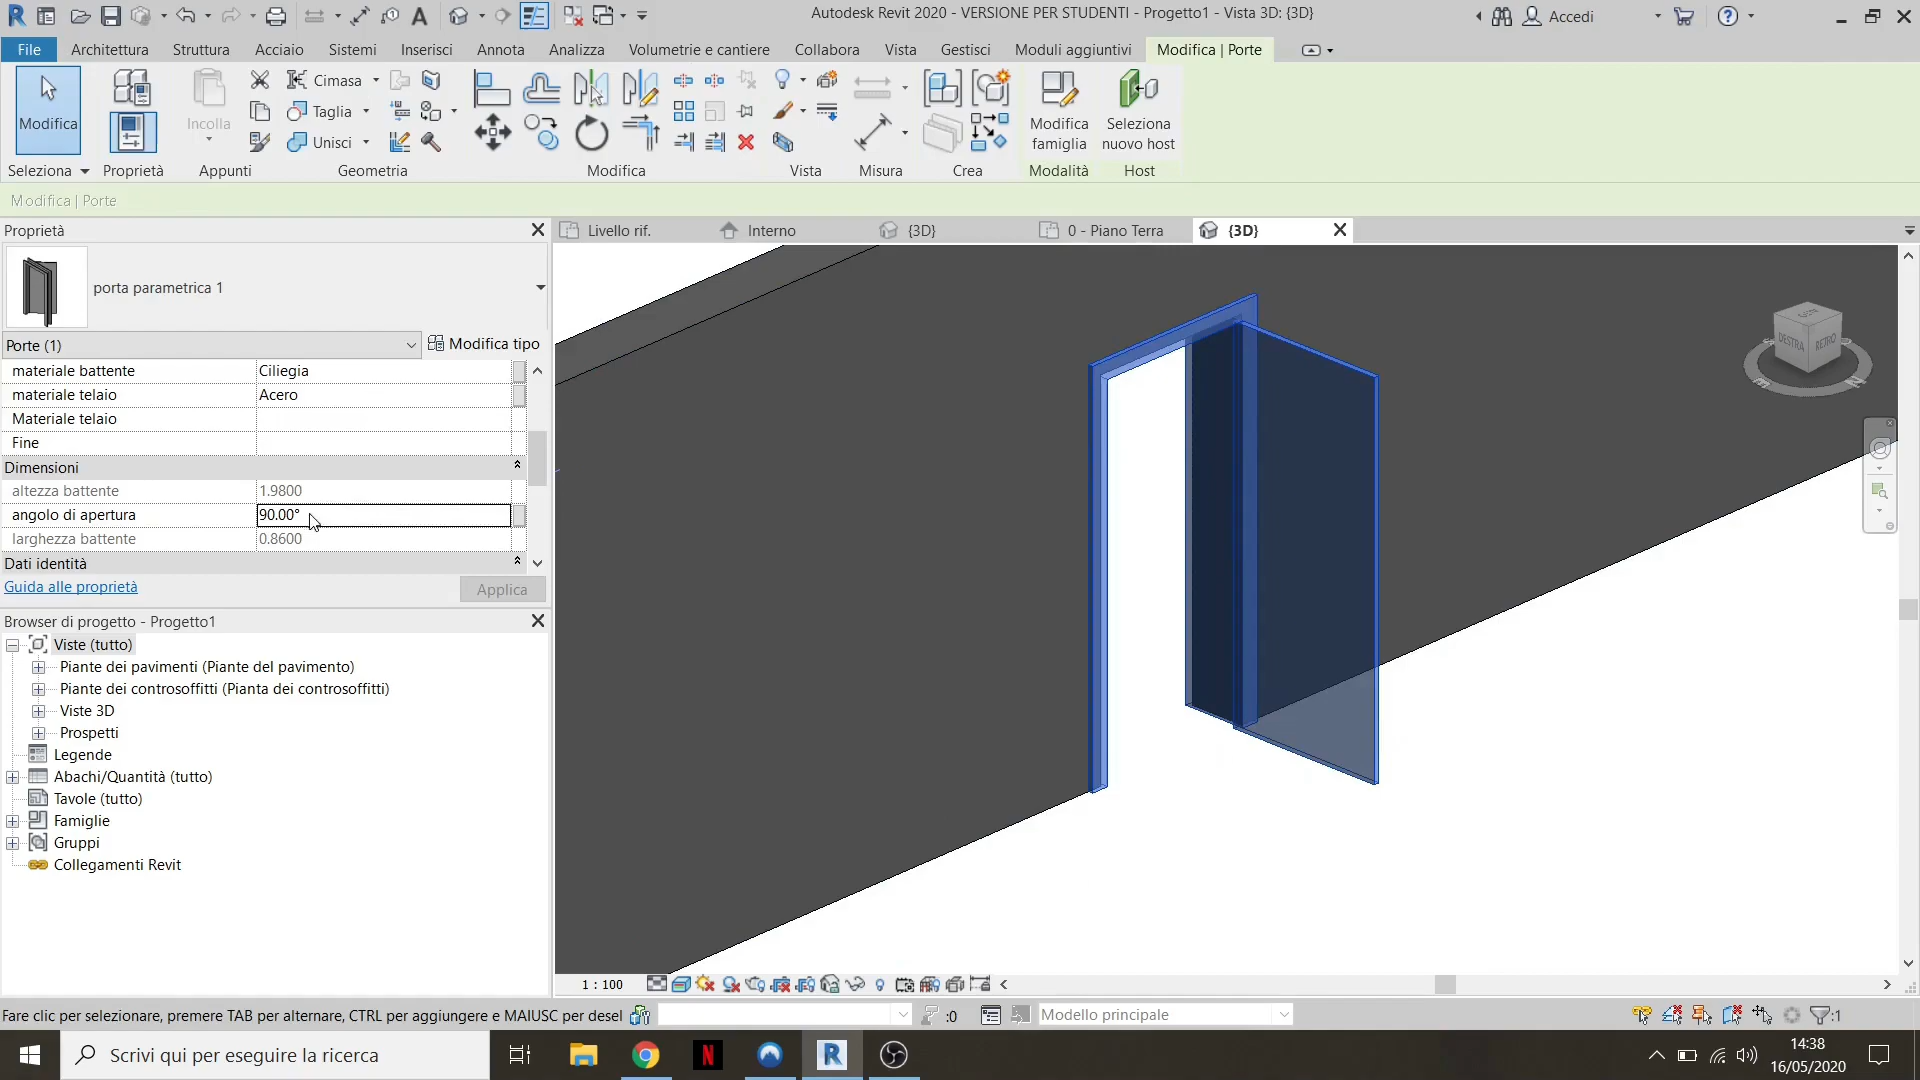 Autodesk Revit 2020 - VERSIONE PER STUDENTI - Progetto1 - Vista 3D: {3D}
Accedi
File
Architettura
Struttura
Acciaio
Sistemi
Inserisci
Annota
Analizza
Volumetrie e cantiere
Collabora
Vista
Gestisci
Moduli aggiuntivi
Modifica | Porte
Modifica
Incolla
Cimasa
Taglia
Unisci
Modifica famiglia
Seleziona nuovo host
Seleziona
Proprietà
Appunti
Geometria
Modifica
Vista
Misura
Crea
Modalità
Host
Modifica | Porte
Proprietà
porta parametrica 1
Porte (1)
Modifica tipo
materiale battente Ciliegia
materiale telaio Acero
Materiale telaio
Fine
Dimensioni
altezza battente 1.9800
angolo di apertura 90.00°
larghezza battente 0.8600
Dati identità
Guida alle proprietà
Applica
Browser di progetto - Progetto1
Viste (tutto)
Piante dei pavimenti (Piante del pavimento)
Piante dei controsoffitti (Pianta dei controsoffitti)
Viste 3D
Prospetti
Legende
Abachi/Quantità (tutto)
Tavole (tutto)
Famiglie
Gruppi
Collegamenti Revit
Livello rif.
Interno
{3D}
0 - Piano Terra
{3D}
DESTRA
RETRO
1 : 100
Fare clic per selezionare, premere TAB per alternare, CTRL per aggiungere e MAIUSC per desel
:0
Modello principale
:1
Scrivi qui per eseguire la ricerca
14:38
16/05/2020